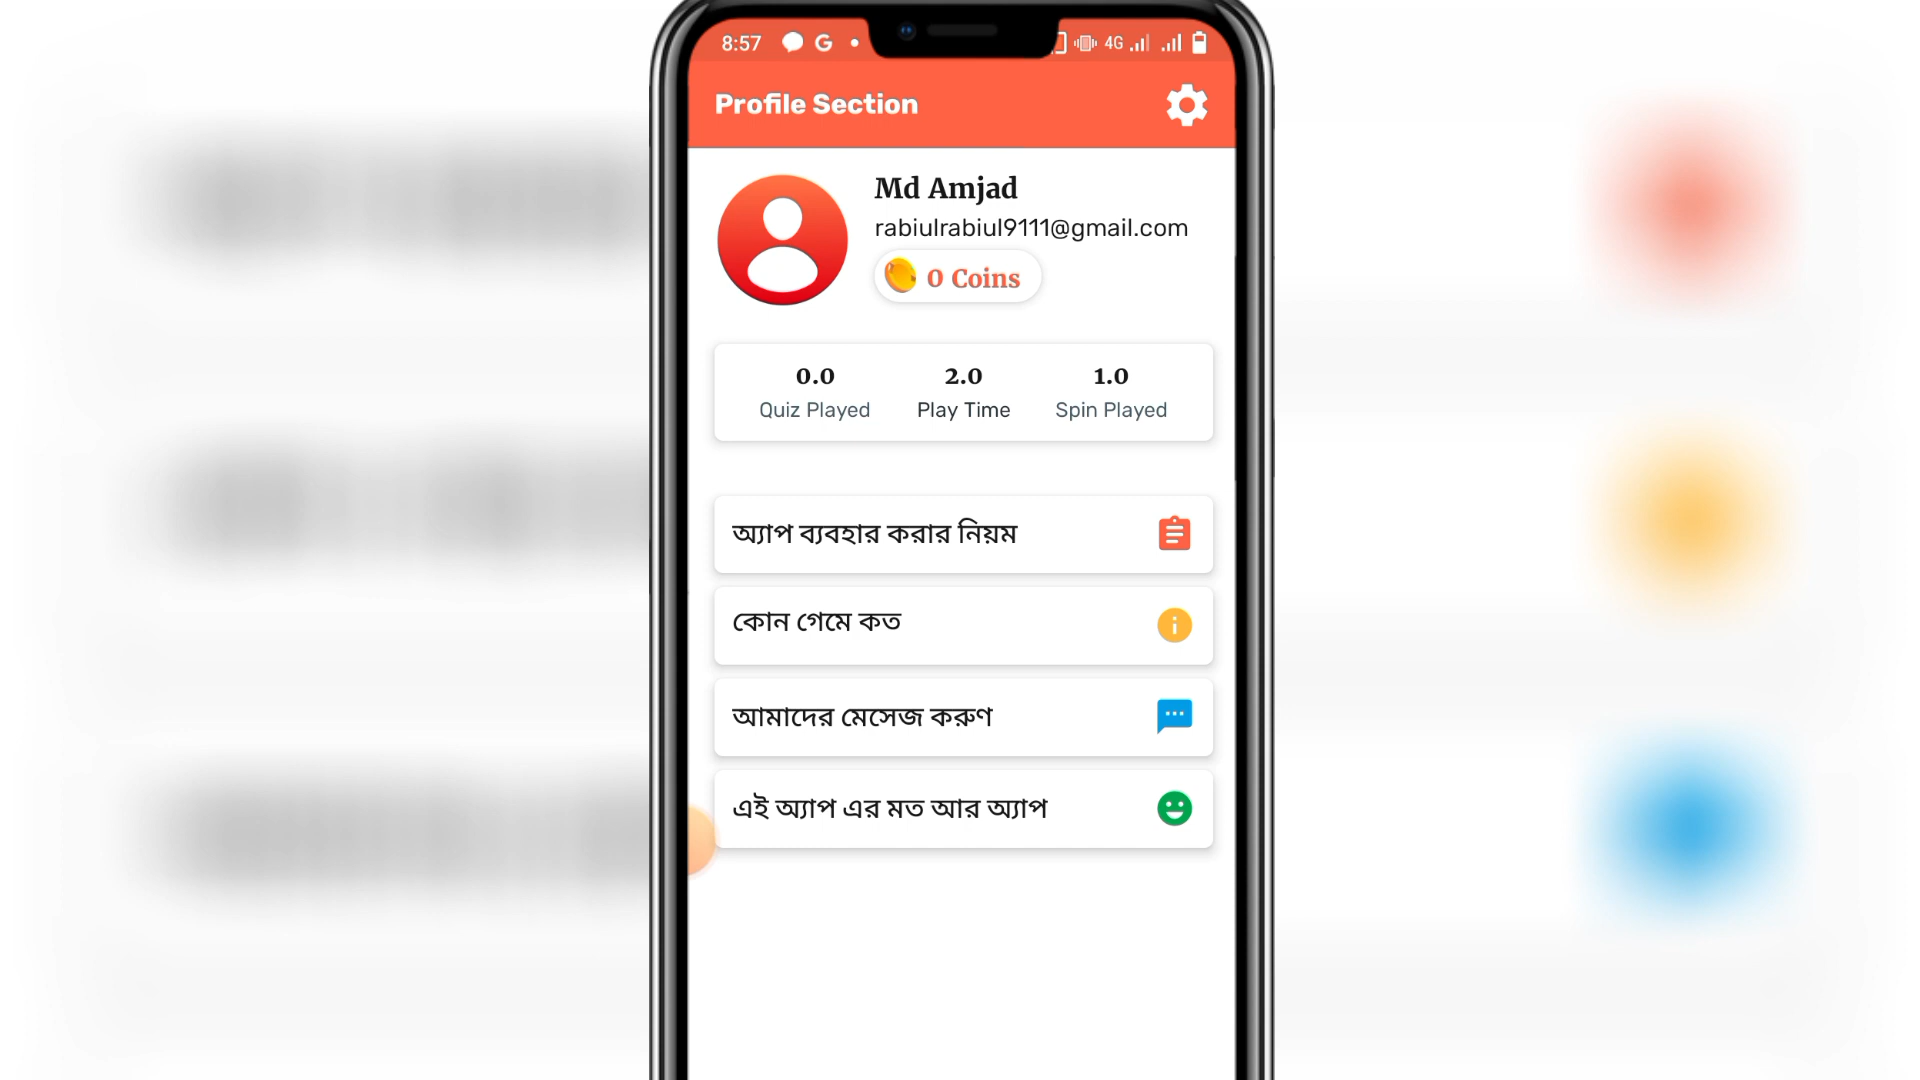 8:57
4G
Profile Section
Md Amjad
rabiulrabiul9111@gmail.com
0 Coins
0.0 2.0 1.0
Quiz Played Play Time Spin Played
অ্যাপ ব্যবহার করার নিয়ম
কোন গেমে কত
আমাদের মেসেজ করুণ
এই অ্যাপ এর মত আর অ্যাপ